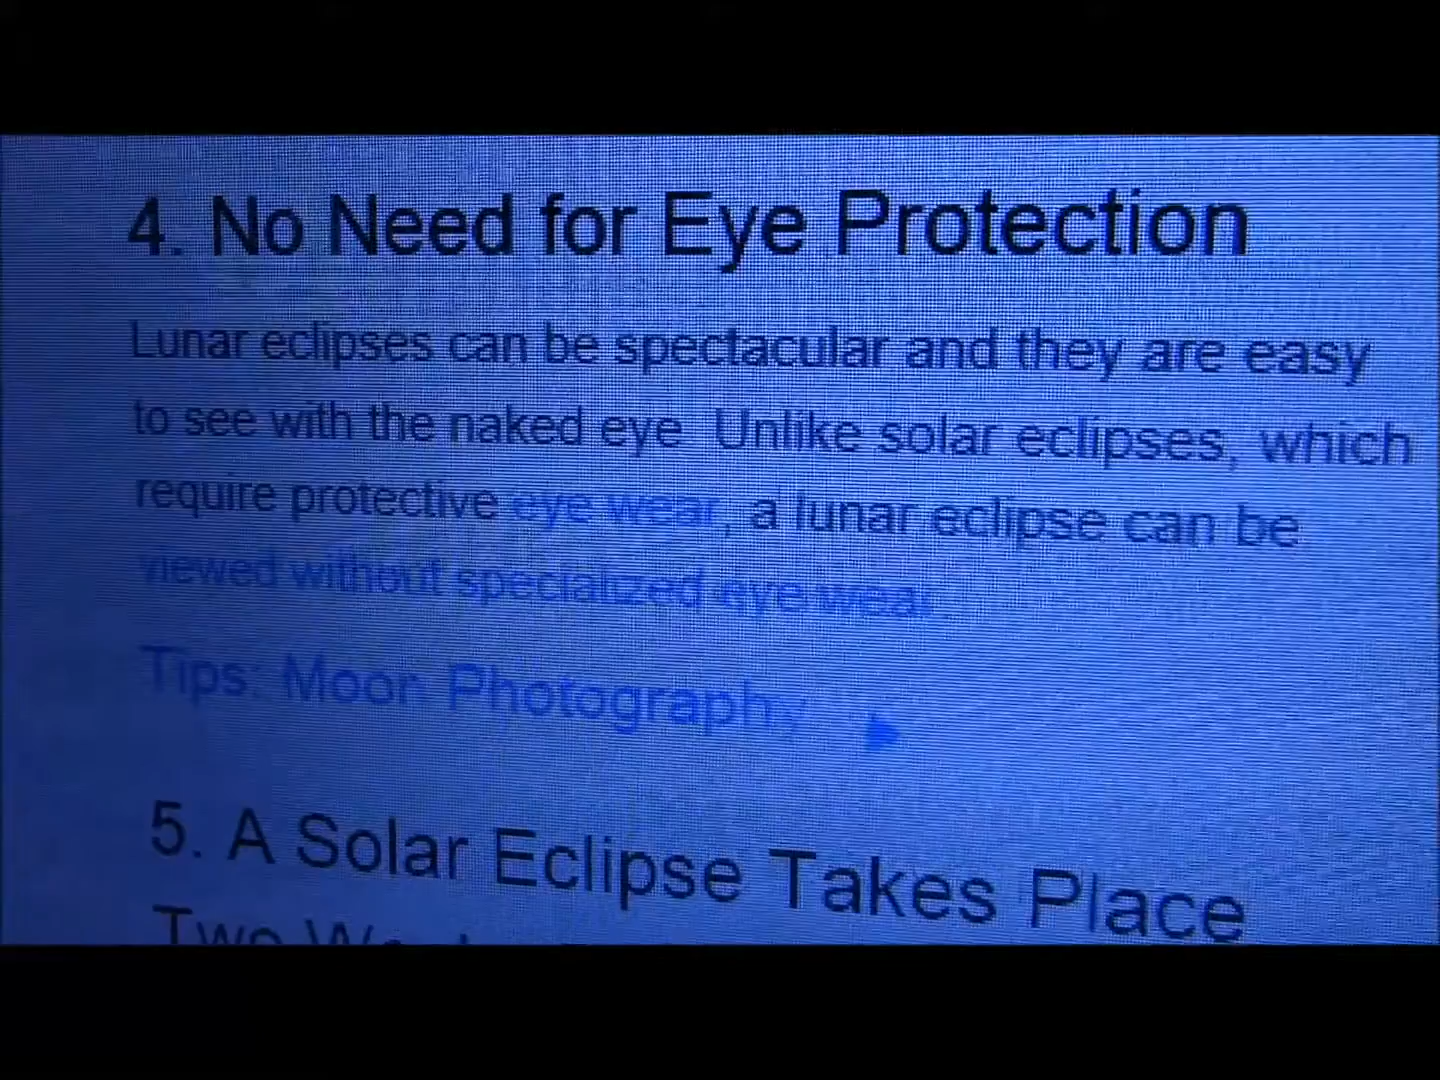 4. No Need for Eye Protection
Lunar eclipses can be spectacular and they are easy
to see with the naked eye. Unlike solar eclipses, which
require protective eye wear, a lunar eclipse can be
viewed without specialized eye wear.
Tips: Moon Photography
5. A Solar Eclipse Takes Place
Two